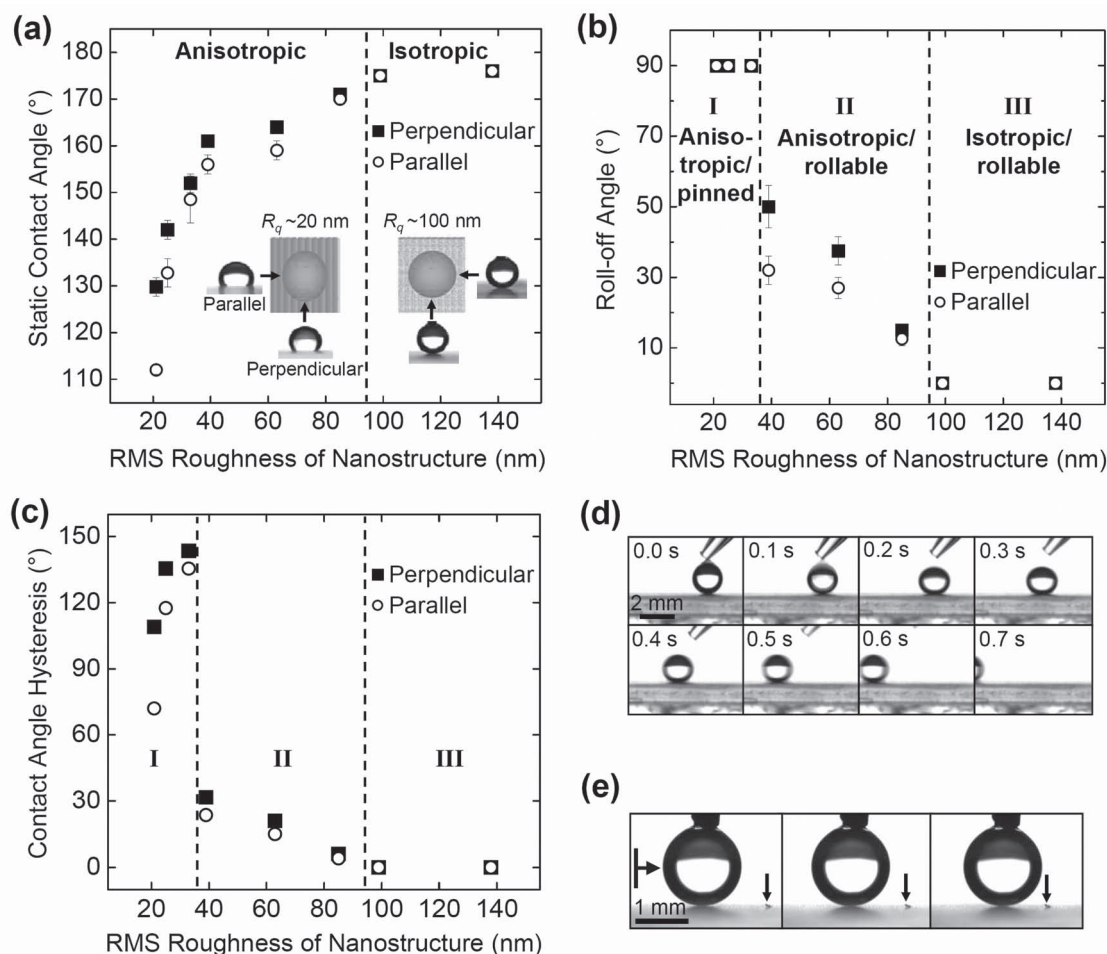 (a)
Static Contact Angle (°)
180
170
160
150
140
130
120
110
Anisotropic
Isotropic
Perpendicular
Parallel
Rq ~20 nm
Rq ~100 nm
Parallel
Perpendicular
20 40 60 80 100 120 140
RMS Roughness of Nanostructure (nm)
(b)
Roll-off Angle (°)
90
70
50
30
10
I
Aniso-
tropic/
pinned
II
Anisotropic/
rollable
III
Isotropic/
rollable
Perpendicular
Parallel
20 40 60 80 100 120 140
RMS Roughness of Nanostructure (nm)
(c)
Contact Angle Hysteresis (°)
150
120
90
60
30
0
Perpendicular
Parallel
I
II
III
20 40 60 80 100 120 140
RMS Roughness of Nanostructure (nm)
(d)
0.0 s
0.1 s
0.2 s
0.3 s
2 mm
0.4 s
0.5 s
0.6 s
0.7 s
(e)
1 mm